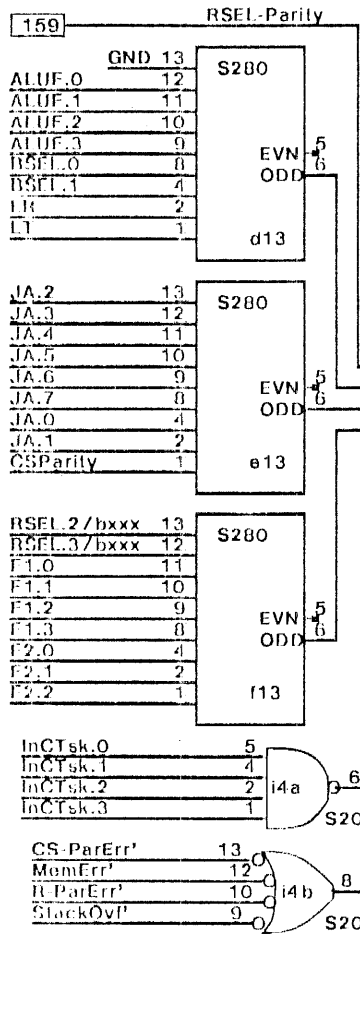 159 RSEL-Parity
GND 13 S280
ALUF.0 12
ALUF.1 11
ALUF.2 10
ALUF.3 9 EVN 5
BSEL.0 8 ODD 6
BSEL.1 4
LR 2
LT 1 d13
JA.2 13 S280
JA.3 12
JA.4 11
JA.5 10
JA.6 9 EVN 5
JA.7 8 ODD 6
JA.0 4
JA.1 2
CSParity 1 e13
RSEL.2/bxxx 13 S280
RSEL.3/bxxx 12
F1.0 11
F1.1 10
F1.2 9 EVN 5
F1.3 8 ODD 6
F2.0 4
F2.1 2
F2.2 1 f13
InCTsk.0 5
InCTsk.1 4 6
InCTsk.2 2 i4a
InCTsk.3 1 S20
CS-ParErr' 13
MemErr' 12
R-ParErr' 10 i4b 8
StackOvf' 9 S20